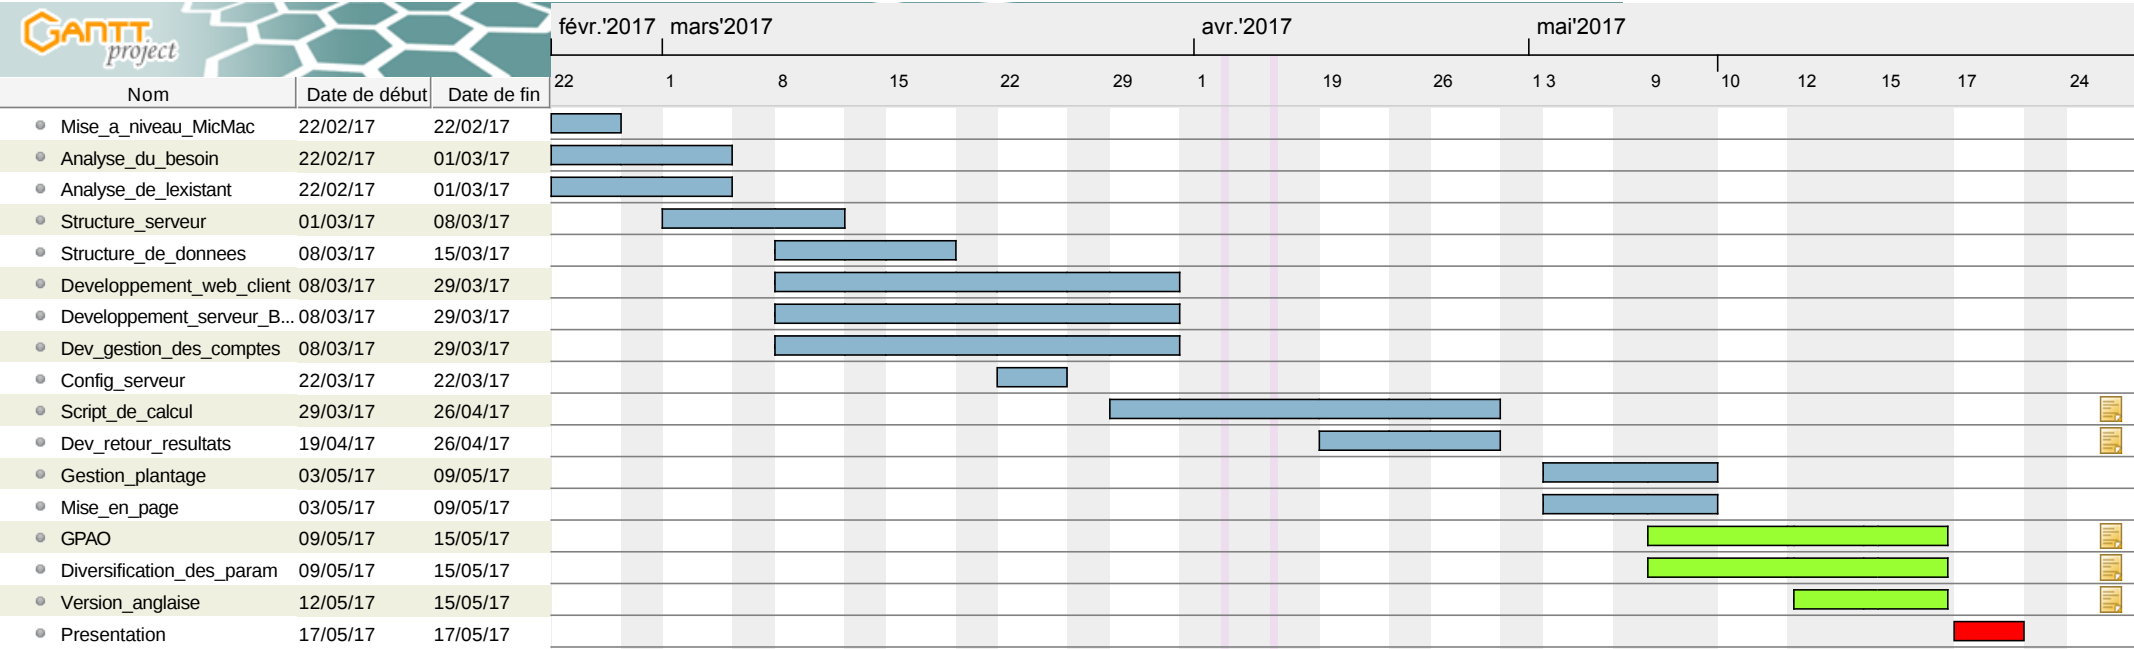 GANTT
project
févr.'2017 mars'2017 avr.'2017 mai'2017
22 1 8 15 22 29 1 19 26 1 3 9 10 12 15 17 24
Nom Date de début Date de fin
Mise_a_niveau_MicMac 22/02/17 22/02/17
Analyse_du_besoin 22/02/17 01/03/17
Analyse_de_lexistant 22/02/17 01/03/17
Structure_serveur 01/03/17 08/03/17
Structure_de_donnees 08/03/17 15/03/17
Developpement_web_client 08/03/17 29/03/17
Developpement_serveur_B... 08/03/17 29/03/17
Dev_gestion_des_comptes 08/03/17 29/03/17
Config_serveur 22/03/17 22/03/17
Script_de_calcul 29/03/17 26/04/17
Dev_retour_resultats 19/04/17 26/04/17
Gestion_plantage 03/05/17 09/05/17
Mise_en_page 03/05/17 09/05/17
GPAO 09/05/17 15/05/17
Diversification_des_param 09/05/17 15/05/17
Version_anglaise 12/05/17 15/05/17
Presentation 17/05/17 17/05/17